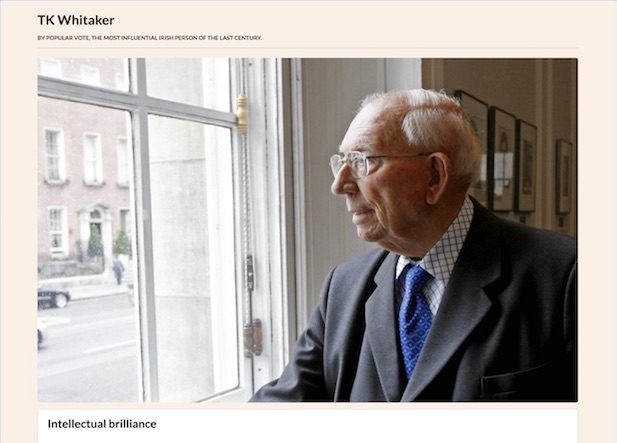 TK Whitaker
BY POPULAR VOTE, THE MOST INFLUENTIAL IRISH PERSON OF THE LAST CENTURY.
Intellectual brilliance